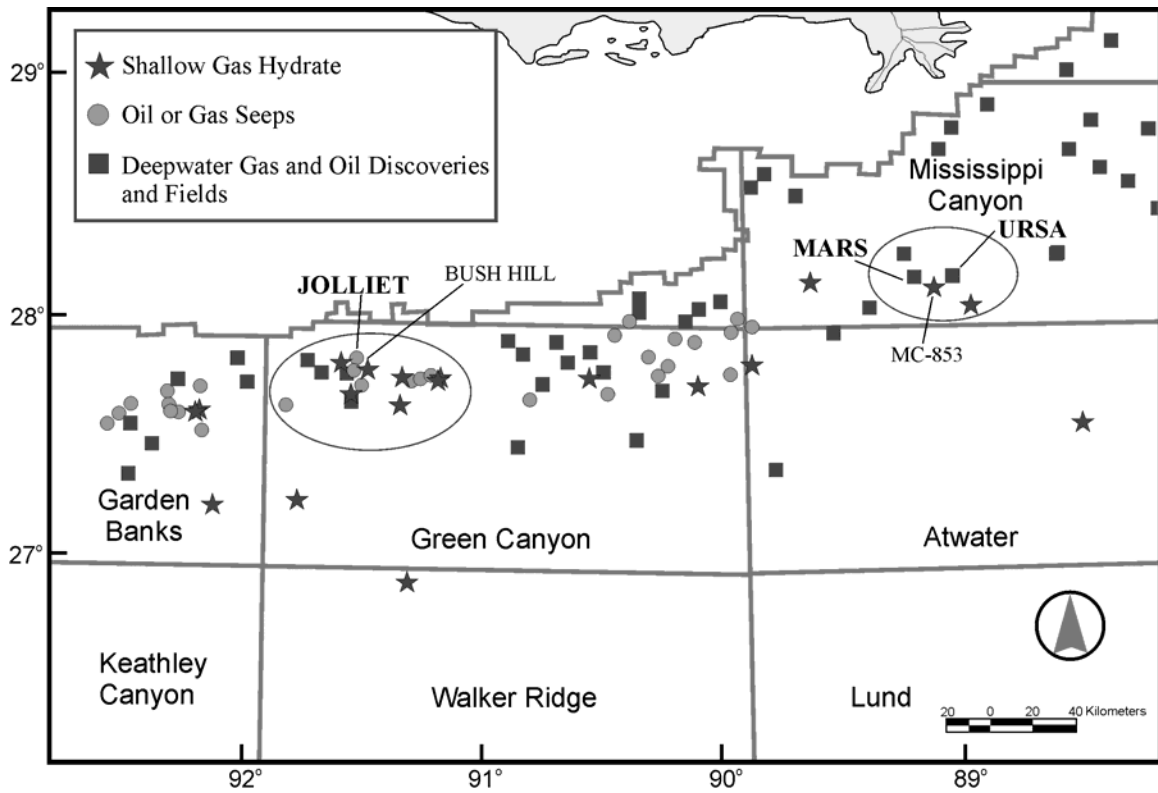 Shallow Gas Hydrate
Oil or Gas Seeps
Deepwater Gas and Oil Discoveries
and Fields
29°
28°
27°
Mississippi
Canyon
URSA
MARS
MC-853
JOLLIET
BUSH HILL
Garden
Banks
Green Canyon
Atwater
Keathley
Canyon
Walker Ridge
Lund
20 0 20 40 Kilometers
92° 91° 90° 89°